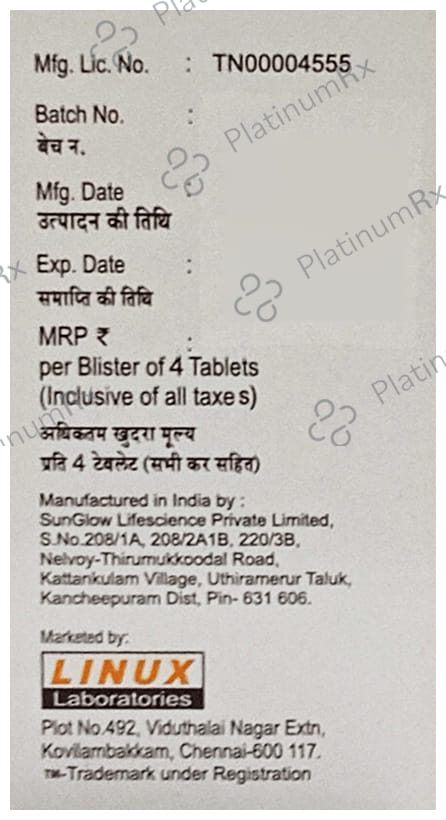 Mfg. Lic. No. : TN00004555
Batch No. :
बेच न.
Mfg. Date :
उत्पादन की तिथि
Exp. Date :
समाप्ति की तिथि
MRP ₹ :
per Blister of 4 Tablets
(Inclusive of all taxes)
अधिकतम खुदरा मूल्य
प्रति 4 टेबलेट (सभी कर सहित)
Manufactured in India by :
SunGlow Lifescience Private Limited,
S.No.208/1A, 208/2A1B, 220/3B,
Nelvoy-Thirumukkoodal Road,
Kattankulam Village, Uthiramerur Taluk,
Kancheepuram Dist, Pin- 631 606.
Marketed by:
LINUX
Laboratories
Plot No.492, Viduthalai Nagar Extn,
Kovilambakkam, Chennai-600 117.
™-Trademark under Registration
PlatinumRx
PlatinumRx